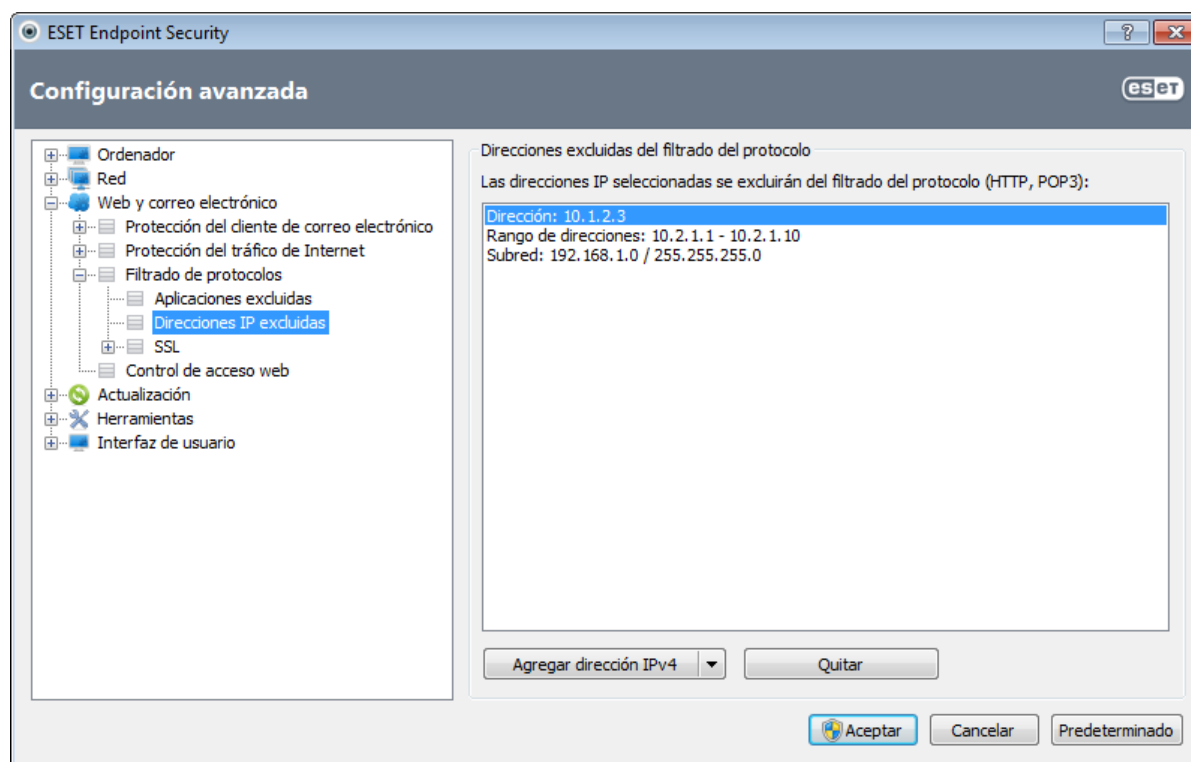 ESET Endpoint Security
Configuración avanzada
eset
Ordenador
Red
Web y correo electrónico
Protección del cliente de correo electrónico
Protección del tráfico de Internet
Filtrado de protocolos
Aplicaciones excluidas
Direcciones IP excluidas
SSL
Control de acceso web
Actualización
Herramientas
Interfaz de usuario
Direcciones excluidas del filtrado del protocolo
Las direcciones IP seleccionadas se excluirán del filtrado del protocolo (HTTP, POP3):
Dirección: 10.1.2.3
Rango de direcciones: 10.2.1.1 - 10.2.1.10
Subred: 192.168.1.0 / 255.255.255.0
Agregar dirección IPv4
Quitar
Aceptar
Cancelar
Predeterminado